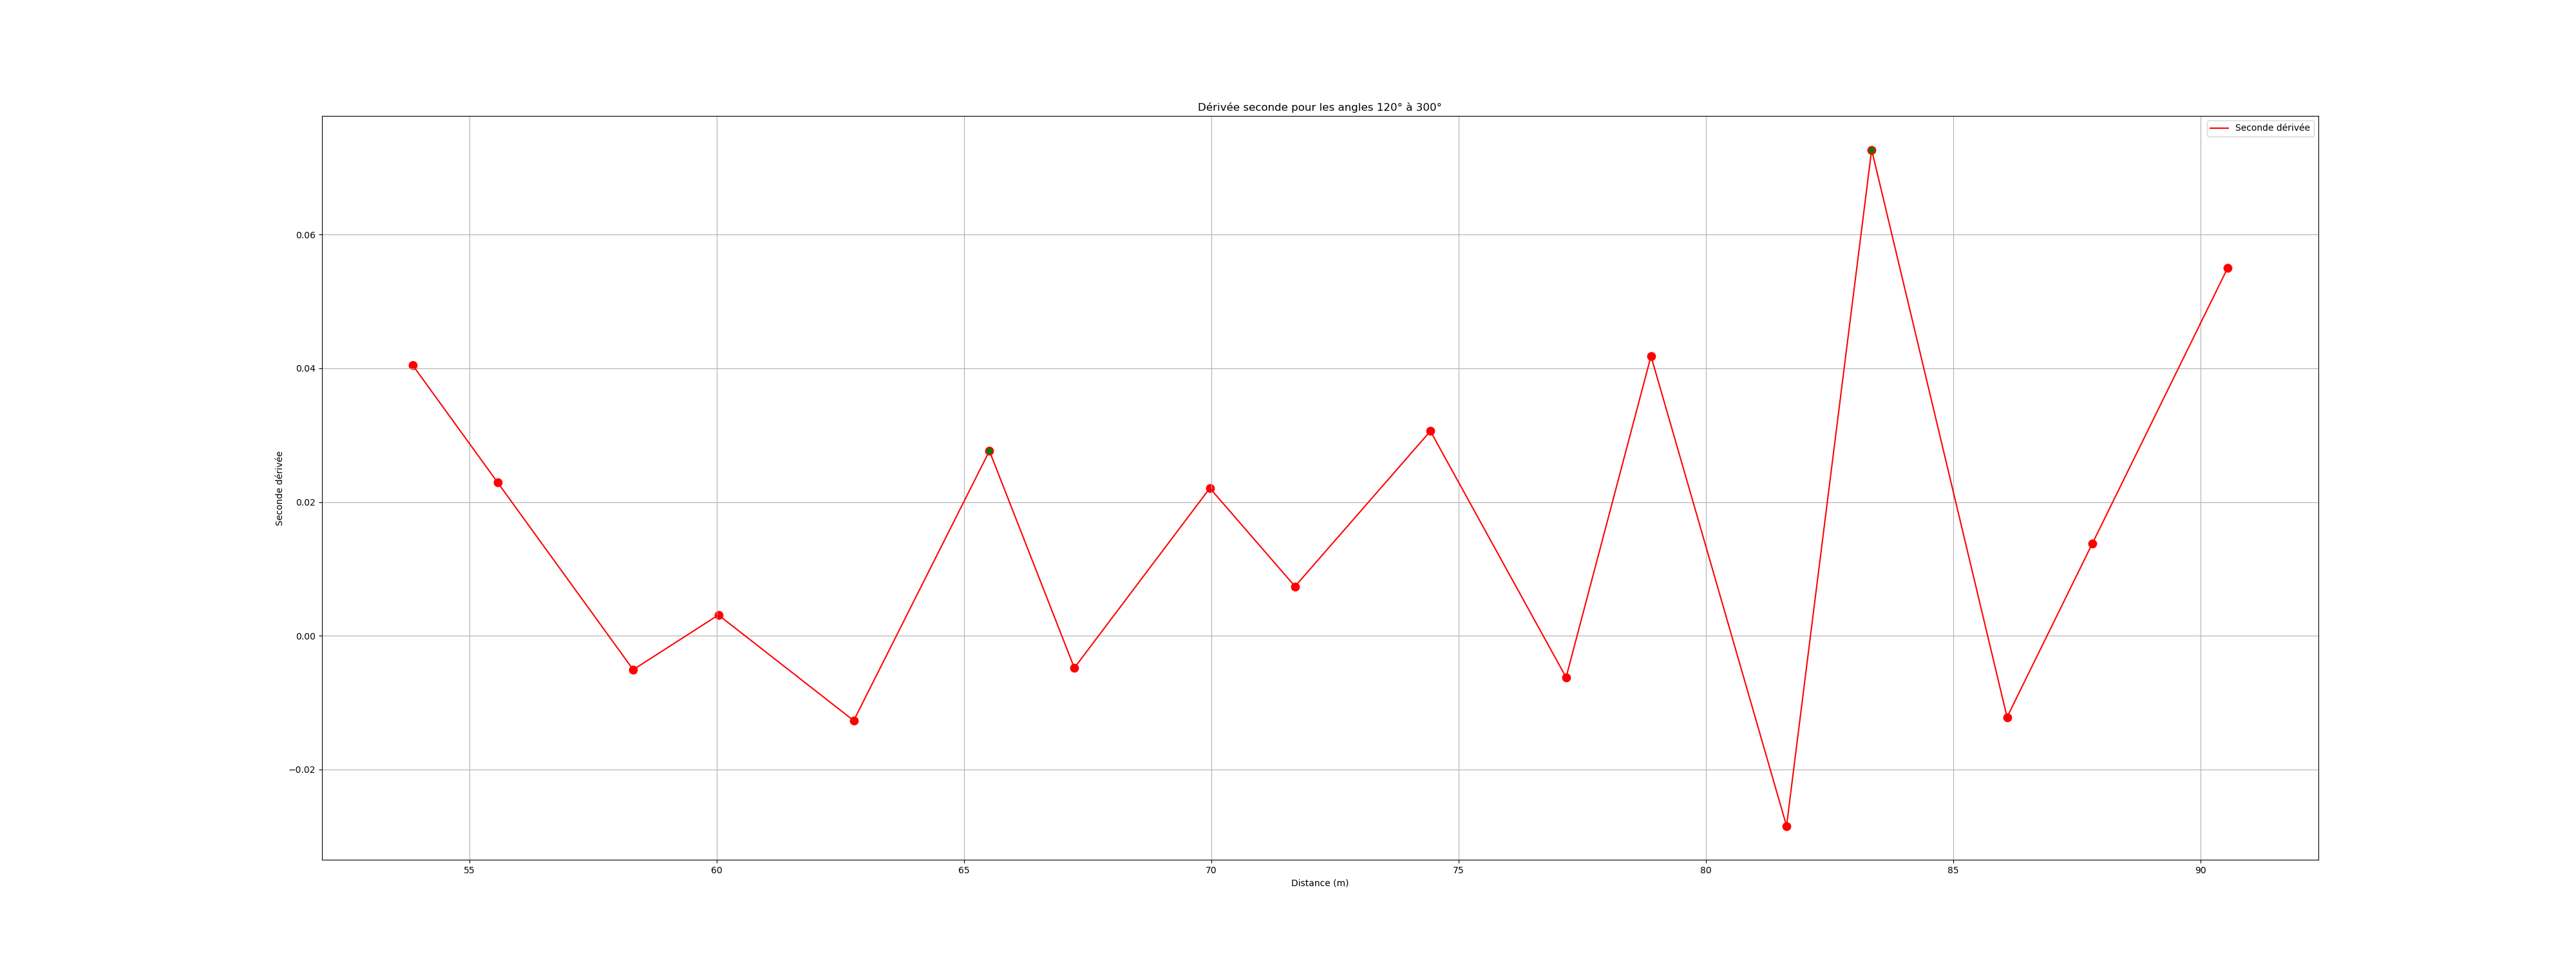 Dérivée seconde pour les angles 120° à 300°
Seconde dérivée
0.06
0.04
0.02
0.00
−0.02
Seconde dérivée
55 60 65 70 75 80 85 90
Distance (m)